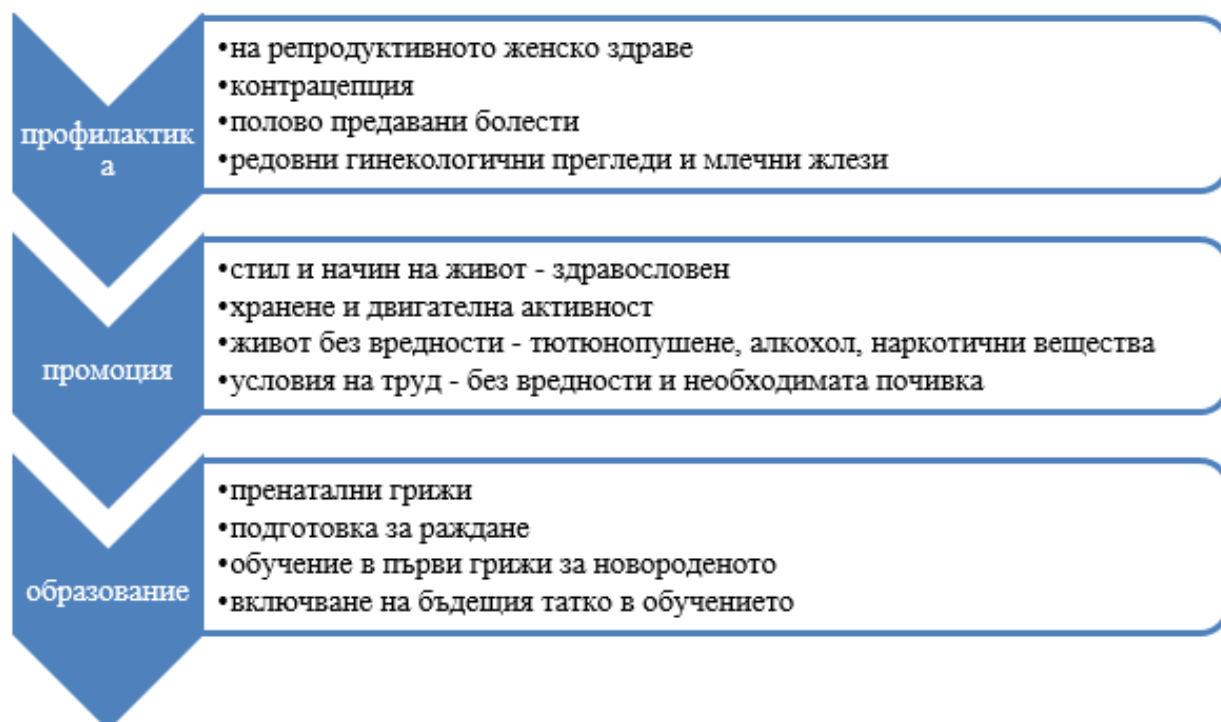 профилактик
а
•на репродуктивното женско здраве
•контрацепция
•полово предавани болести
•редовни гинекологични прегледи и млечни жлези
промоция
•стил и начин на живот - здравословен
•хранене и двигателна активност
•живот без вредности - тютюнопушене, алкохол, наркотични вещества
•условия на труд - без вредности и необходимата почивка
образование
•пренатални грижи
•подготовка за раждане
•обучение в първи грижи за новороденото
•включване на бъдещия татко в обучението